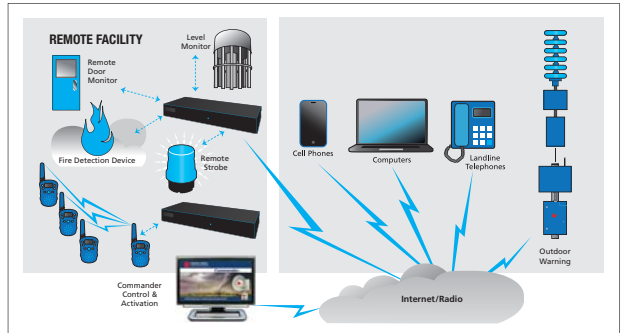 REMOTE FACILITY
Level
Monitor
Remote
Door
Monitor
Fire Detection Device
Remote
Strobe
Cell Phones
Computers
Landline
Telephones
Outdoor
Warning
Commander
Control &
Activation
Internet/Radio